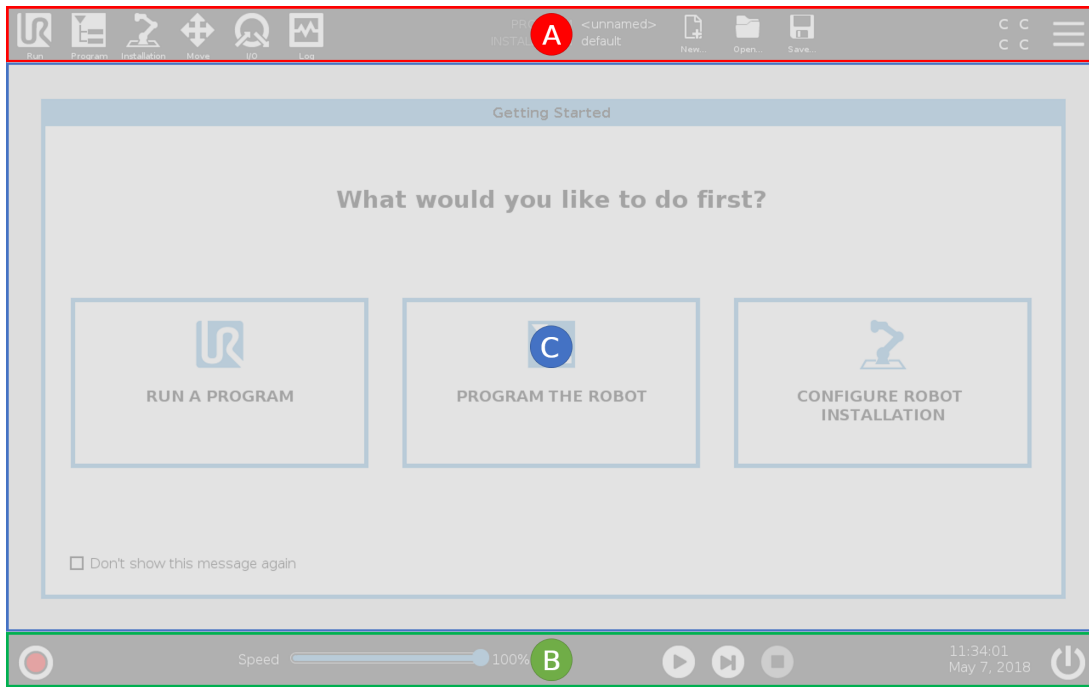 <unnamed>
A
default
Run Program Installation Move I/O Log
New... Open... Save...
C C
C C
Getting Started
What would you like to do first?
C
RUN A PROGRAM
PROGRAM THE ROBOT
CONFIGURE ROBOT
INSTALLATION
Don't show this message again
Speed 100%
B
11:34:01
May 7, 2018